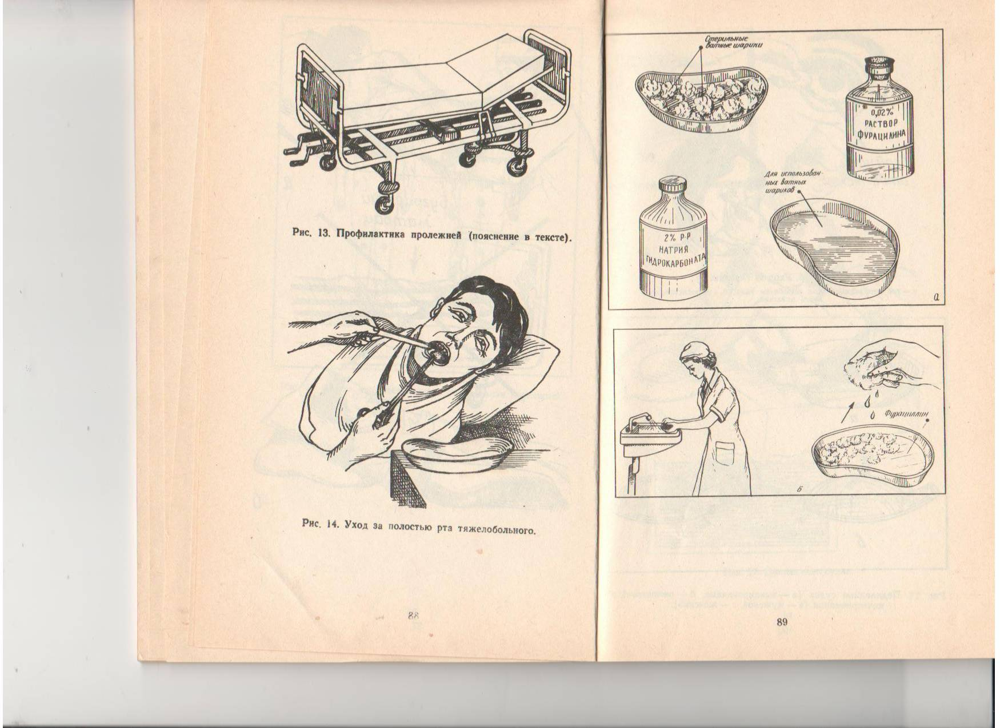 Рис. 13. Профилактика пролежней (пояснение в тексте).
Рис. 14. Уход за полостью рта тяжелобольного.
88
Стерильные
ватные шарики
0,02%
РАСТВОР
ФУРАЦИЛИНА
Для использован-
ных ватных
шариков
2% Р-Р
НАТРИЯ
ГИДРОКАРБОНАТА
а
Фурациллин
б
89